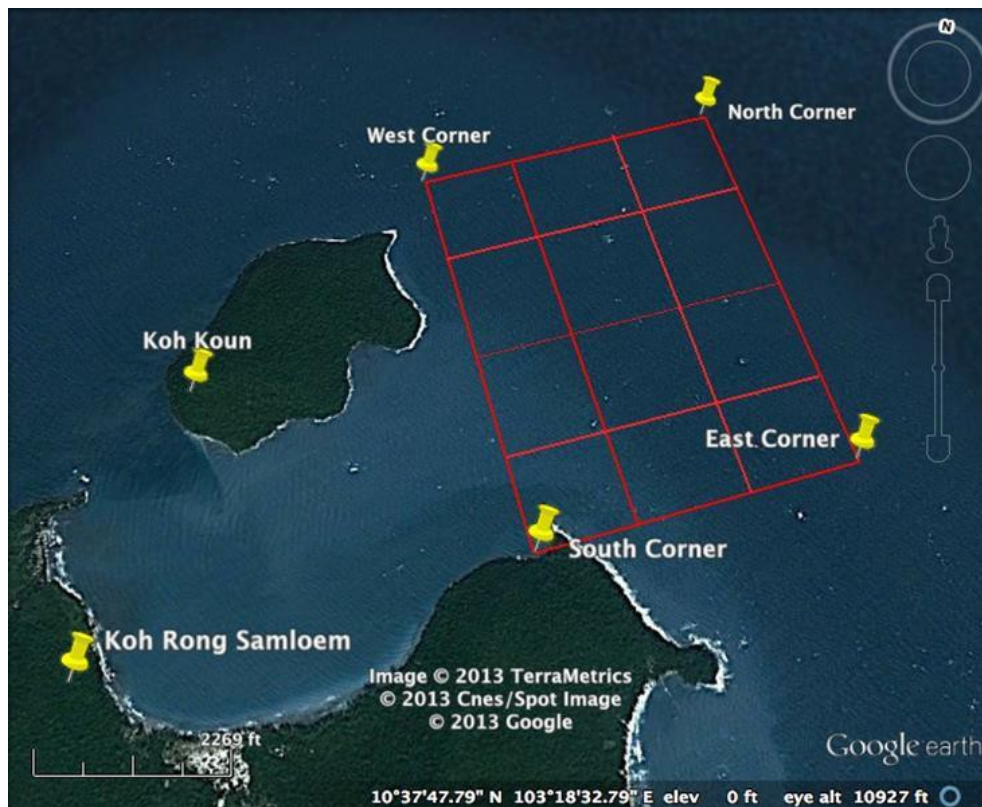 N
North Corner
West Corner
Koh Koun
East Corner
South Corner
Koh Rong Samloem
Image © 2013 TerraMetrics
© 2013 Cnes/Spot Image
© 2013 Google
2269 ft
Google earth
10°37'47.79" N 103°18'32.79" E elev 0 ft eye alt 10927 ft